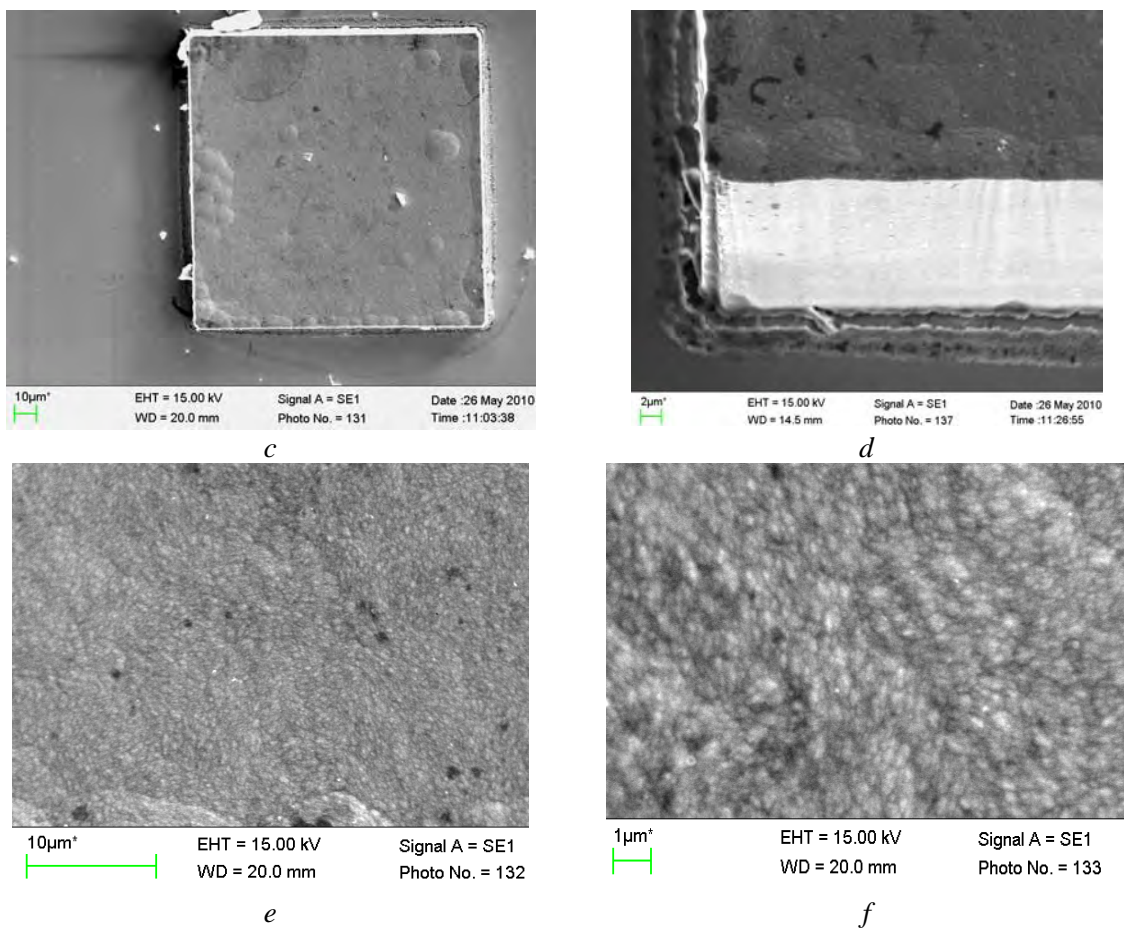 10µm*
EHT = 15.00 kV Signal A = SE1 Date :26 May 2010
WD = 20.0 mm Photo No. = 131 Time :11:03:38
c
2µm*
EHT = 15.00 kV Signal A = SE1 Date :26 May 2010
WD = 14.5 mm Photo No. = 137 Time :11:26:55
d
10µm*
EHT = 15.00 kV Signal A = SE1
WD = 20.0 mm Photo No. = 132
e
1µm*
EHT = 15.00 kV Signal A = SE1
WD = 20.0 mm Photo No. = 133
f